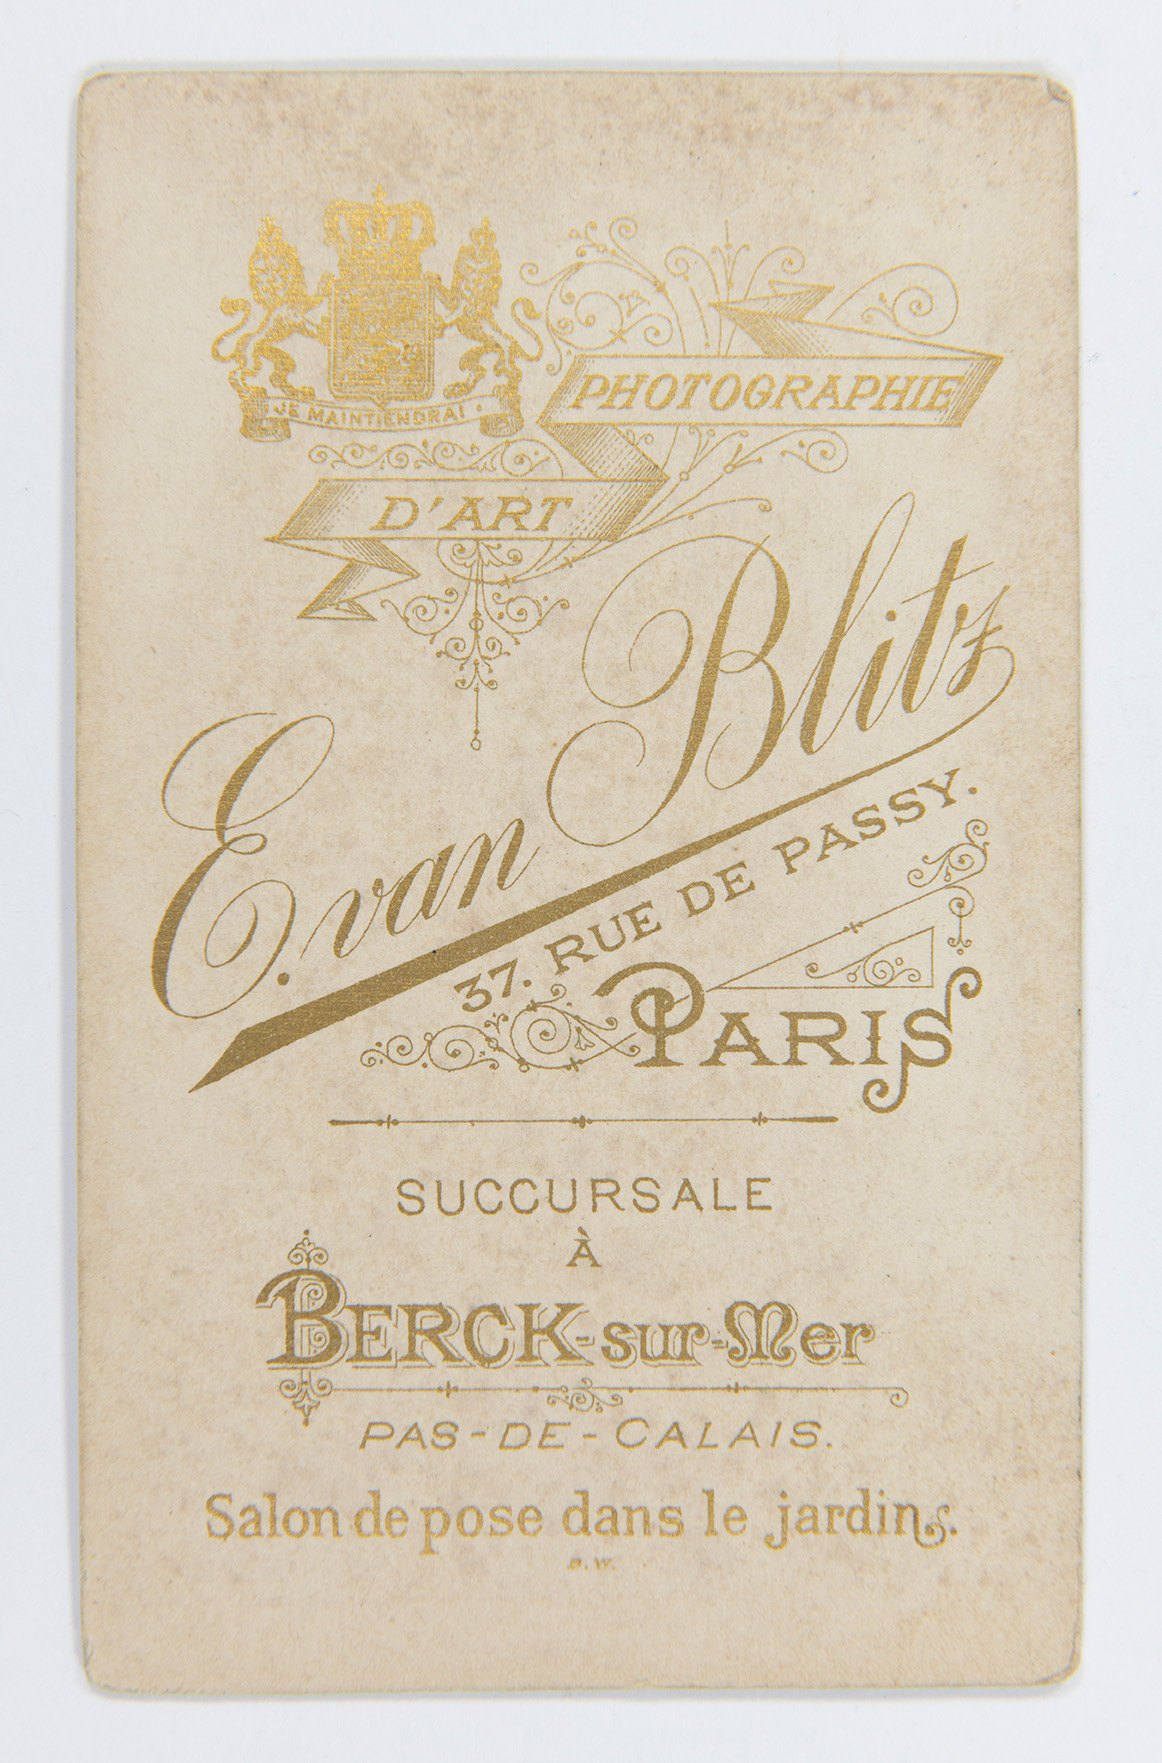 JE MAINTIENDRAI
PHOTOGRAPHIE
D'ART
E. van Blitz
37. RUE DE PASSY.
PARIS
SUCCURSALE
À
BERCK-sur-Mer
PAS-DE-CALAIS.
Salon de pose dans le jardin.
B.W.